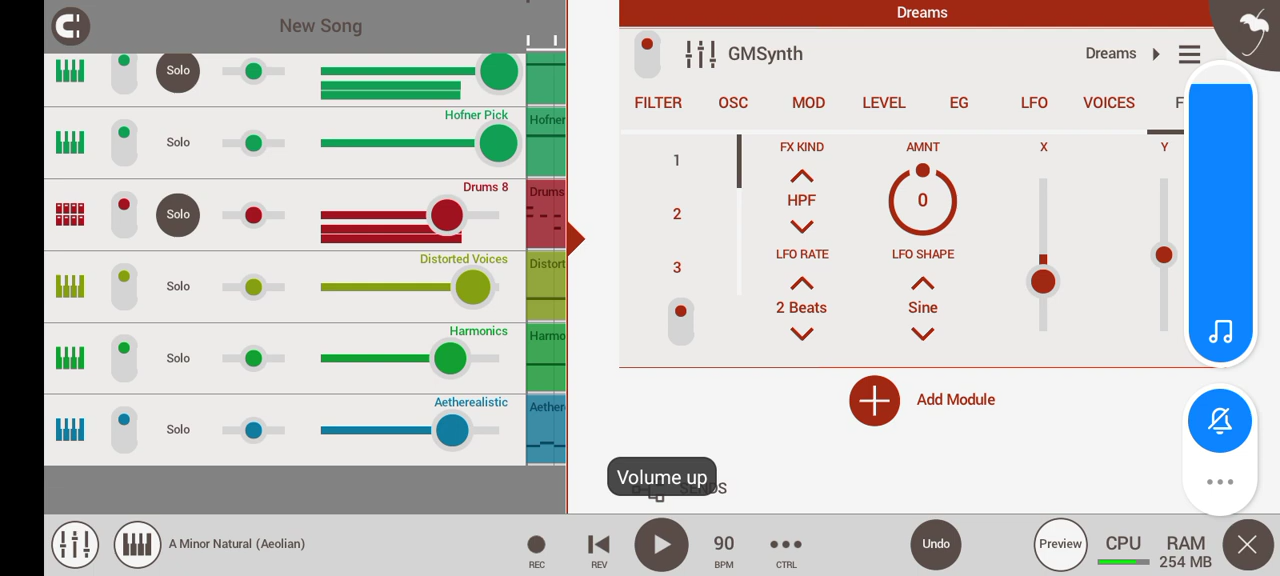 New Song
Solo
Hofner Pick
Solo
Hofner
Drums 8
Solo
Drums
Distorted Voices
Solo
Distort
Harmonics
Solo
Harmo
Aetherealistic
Solo
Aethere
Dreams
GMSynth
Dreams
FILTER OSC MOD LEVEL EG LFO VOICES F
1
2
3
FX KIND
HPF
LFO RATE
2 Beats
AMNT
0
LFO SHAPE
Sine
X
Y
Add Module
Volume up
SENDS
A Minor Natural (Aeolian)
REC
REV
90
BPM
CTRL
Undo
Preview
CPU
RAM
254 MB